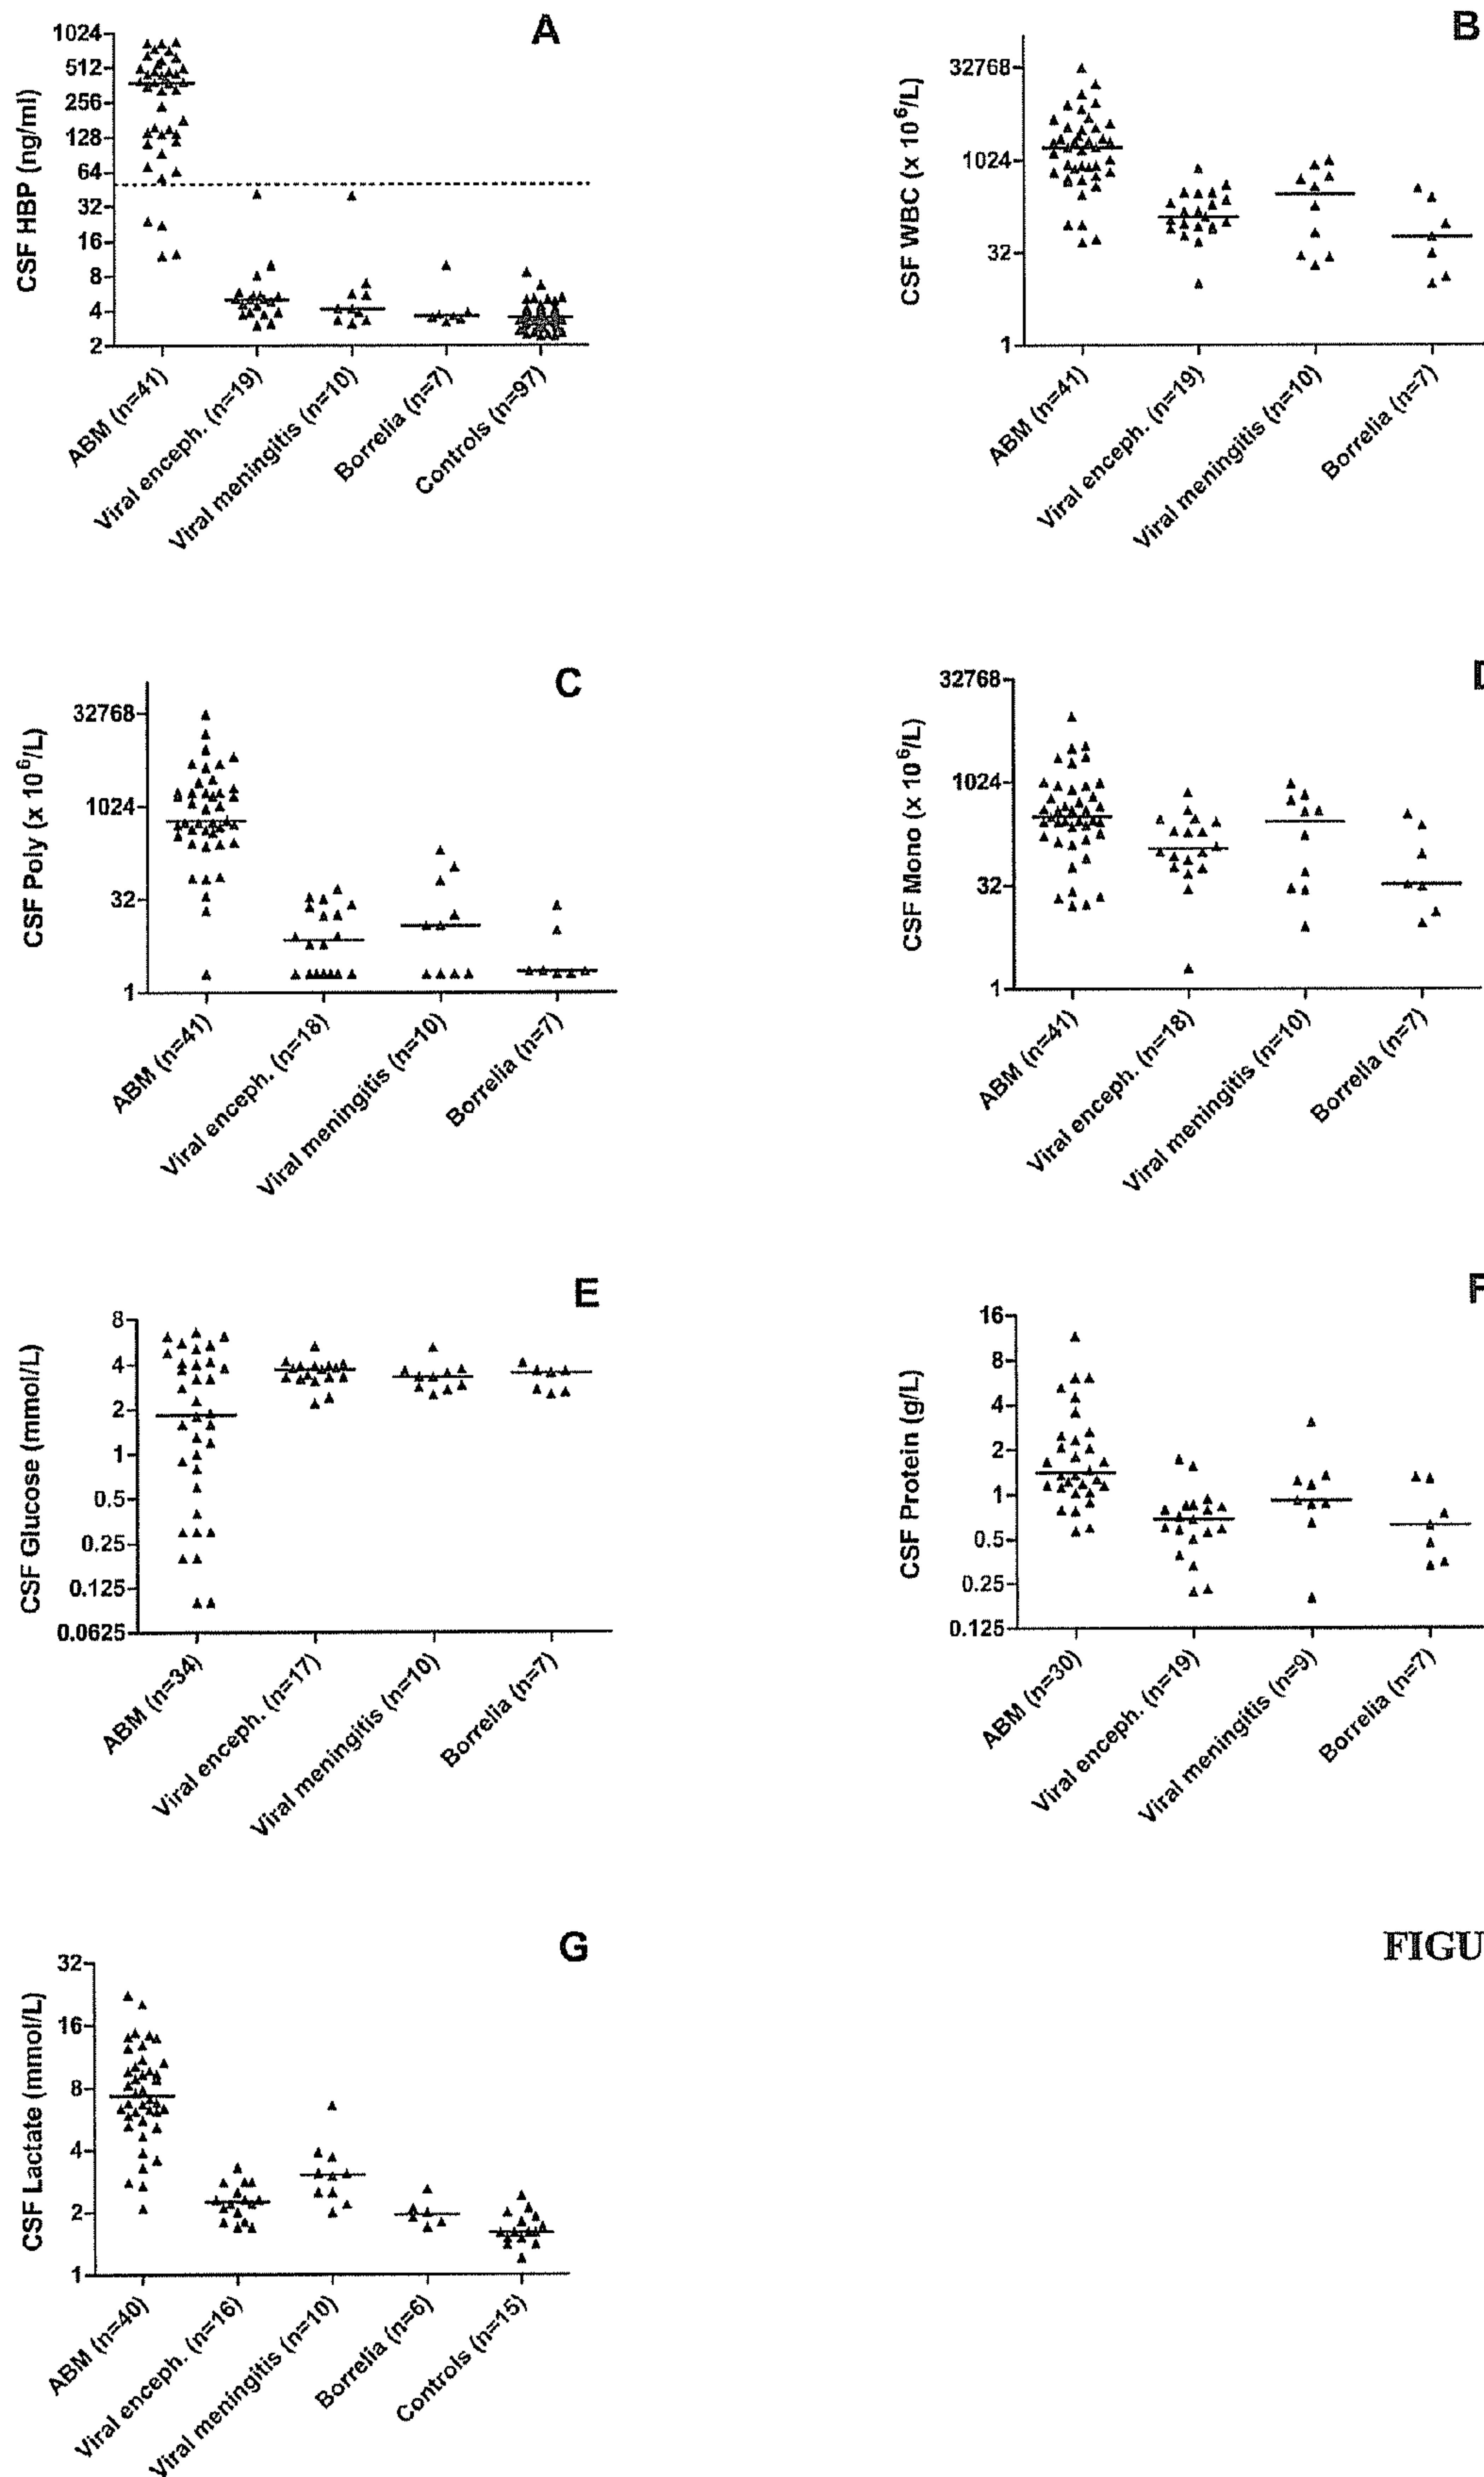 A
CSF HBP (ng/ml)
1024
512
256
128
64
32
16
8
4
2
ABM (n=41)
Viral enceph. (n=19)
Viral meningitis (n=10)
Borrelia (n=7)
Controls (n=97)
B
CSF WBC (x 10⁶/L)
32768
1024
32
1
ABM (n=41)
Viral enceph. (n=19)
Viral meningitis (n=10)
Borrelia (n=7)
C
CSF Poly (x 10⁶/L)
32768
1024
32
1
ABM (n=41)
Viral enceph. (n=18)
Viral meningitis (n=10)
Borrelia (n=7)
CSF Mono (x 10⁶/L)
32768
1024
32
1
ABM (n=41)
Viral enceph. (n=18)
Viral meningitis (n=10)
Borrelia (n=7)
E
CSF Glucose (mmol/L)
8
4
2
1
0.5
0.25
0.125
0.0625
ABM (n=34)
Viral enceph. (n=17)
Viral meningitis (n=10)
Borrelia (n=7)
CSF Protein (g/L)
16
8
4
2
1
0.5
0.25
0.125
ABM (n=30)
Viral enceph. (n=19)
Viral meningitis (n=9)
Borrelia (n=7)
G
CSF Lactate (mmol/L)
32
16
8
4
2
1
ABM (n=40)
Viral enceph. (n=16)
Viral meningitis (n=10)
Borrelia (n=6)
Controls (n=15)
FIGU